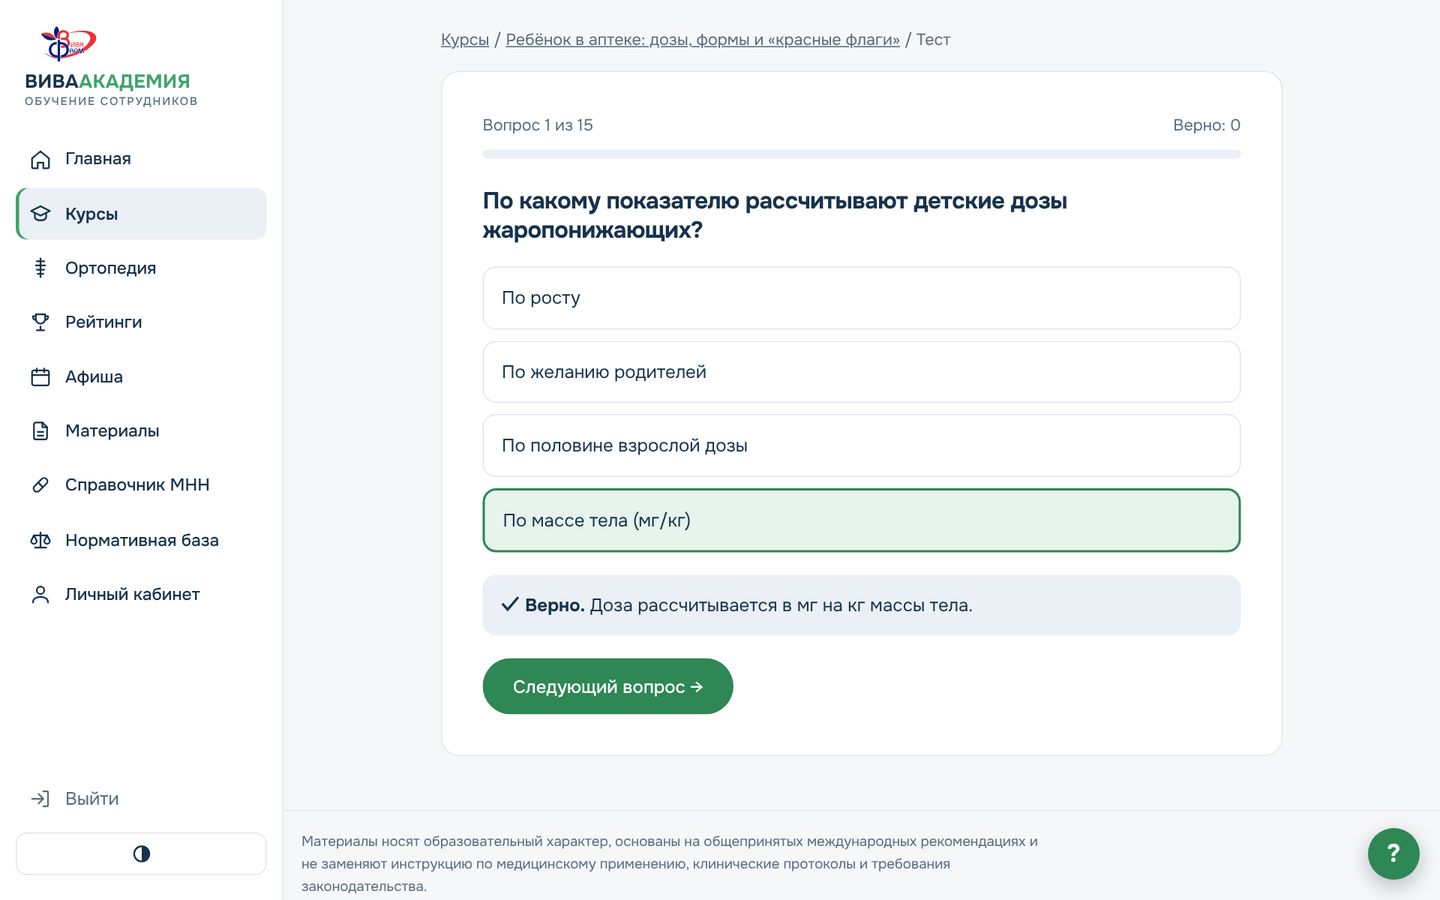 Вива
Фарм
ВИВААКАДЕМИЯ
ОБУЧЕНИЕ СОТРУДНИКОВ
Главная
Курсы
Ортопедия
Рейтинги
Афиша
Материалы
Справочник МНН
Нормативная база
Личный кабинет
Выйти
Курсы / Ребёнок в аптеке: дозы, формы и «красные флаги» / Тест
Вопрос 1 из 15
Верно: 0
По какому показателю рассчитывают детские дозы
жаропонижающих?
По росту
По желанию родителей
По половине взрослой дозы
По массе тела (мг/кг)
Верно. Доза рассчитывается в мг на кг массы тела.
Следующий вопрос →
Материалы носят образовательный характер, основаны на общепринятых международных рекомендациях и
не заменяют инструкцию по медицинскому применению, клинические протоколы и требования
законодательства.
?